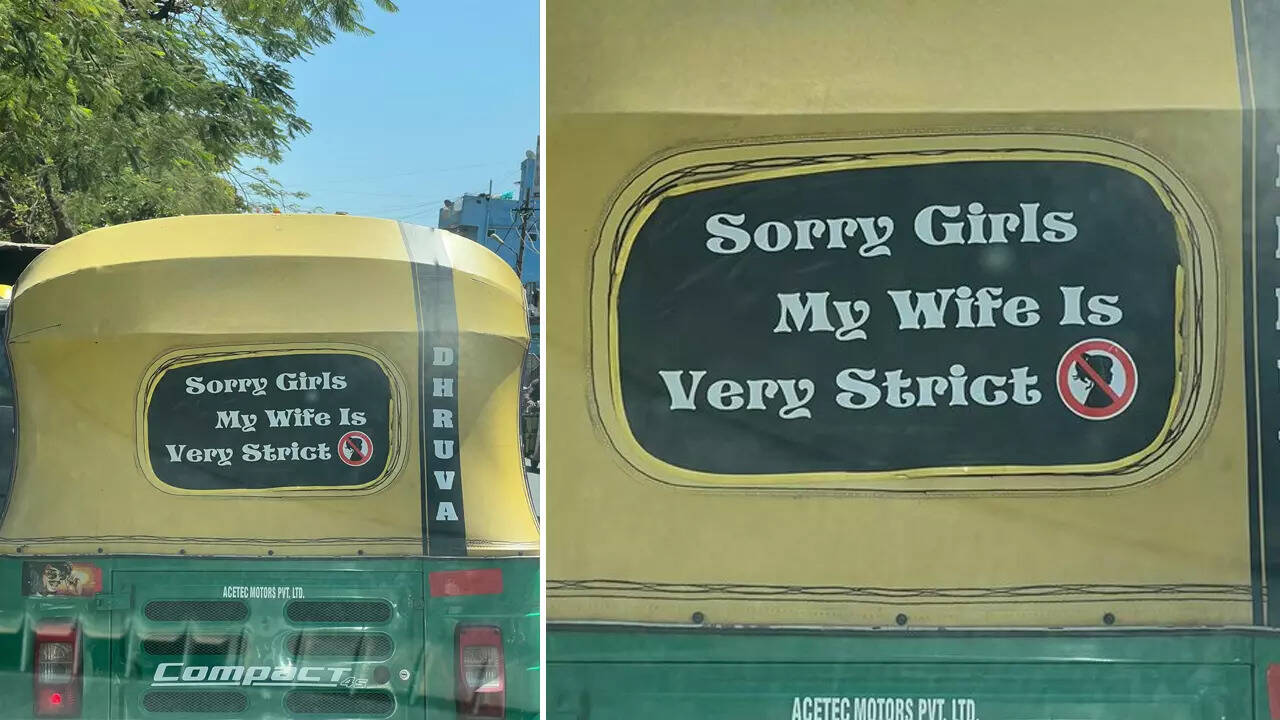 Sorry Girls
My Wife Is
Very Strict
DHRUVA
ACETEC MOTORS PVT. LTD.
Compact 4S
Sorry Girls
My Wife Is
Very Strict
ACETEC MOTORS PVT. LTD.